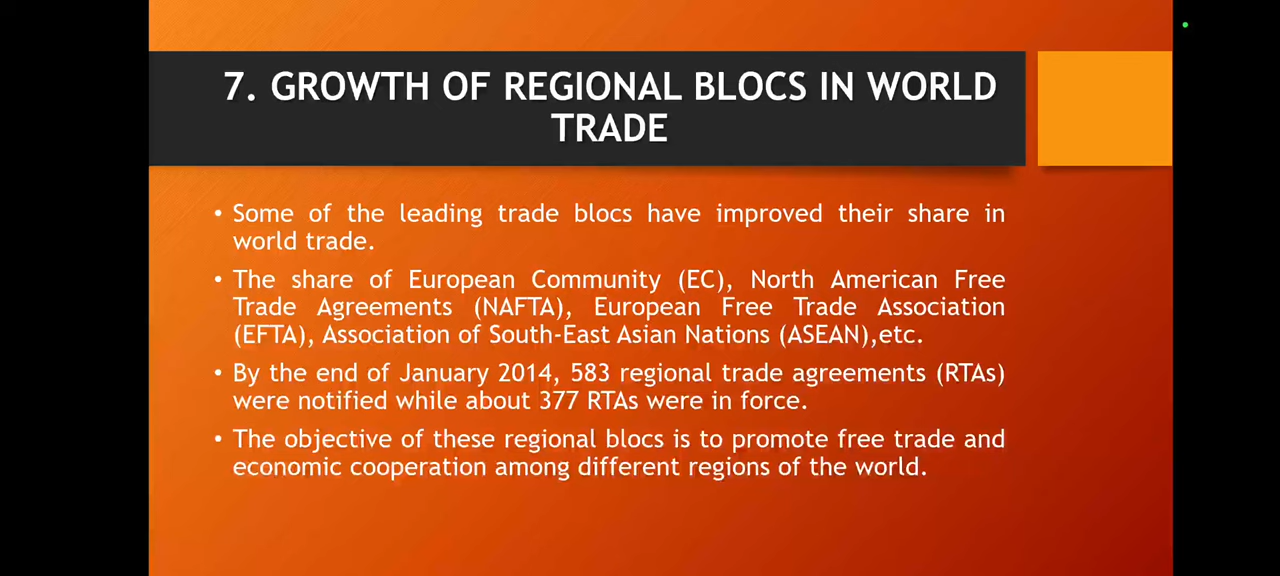 7. GROWTH OF REGIONAL BLOCS IN WORLD
TRADE
• Some of the leading trade blocs have improved their share in
world trade.
• The share of European Community (EC), North American Free
Trade Agreements (NAFTA), European Free Trade Association
(EFTA), Association of South-East Asian Nations (ASEAN),etc.
• By the end of January 2014, 583 regional trade agreements (RTAs)
were notified while about 377 RTAs were in force.
• The objective of these regional blocs is to promote free trade and
economic cooperation among different regions of the world.